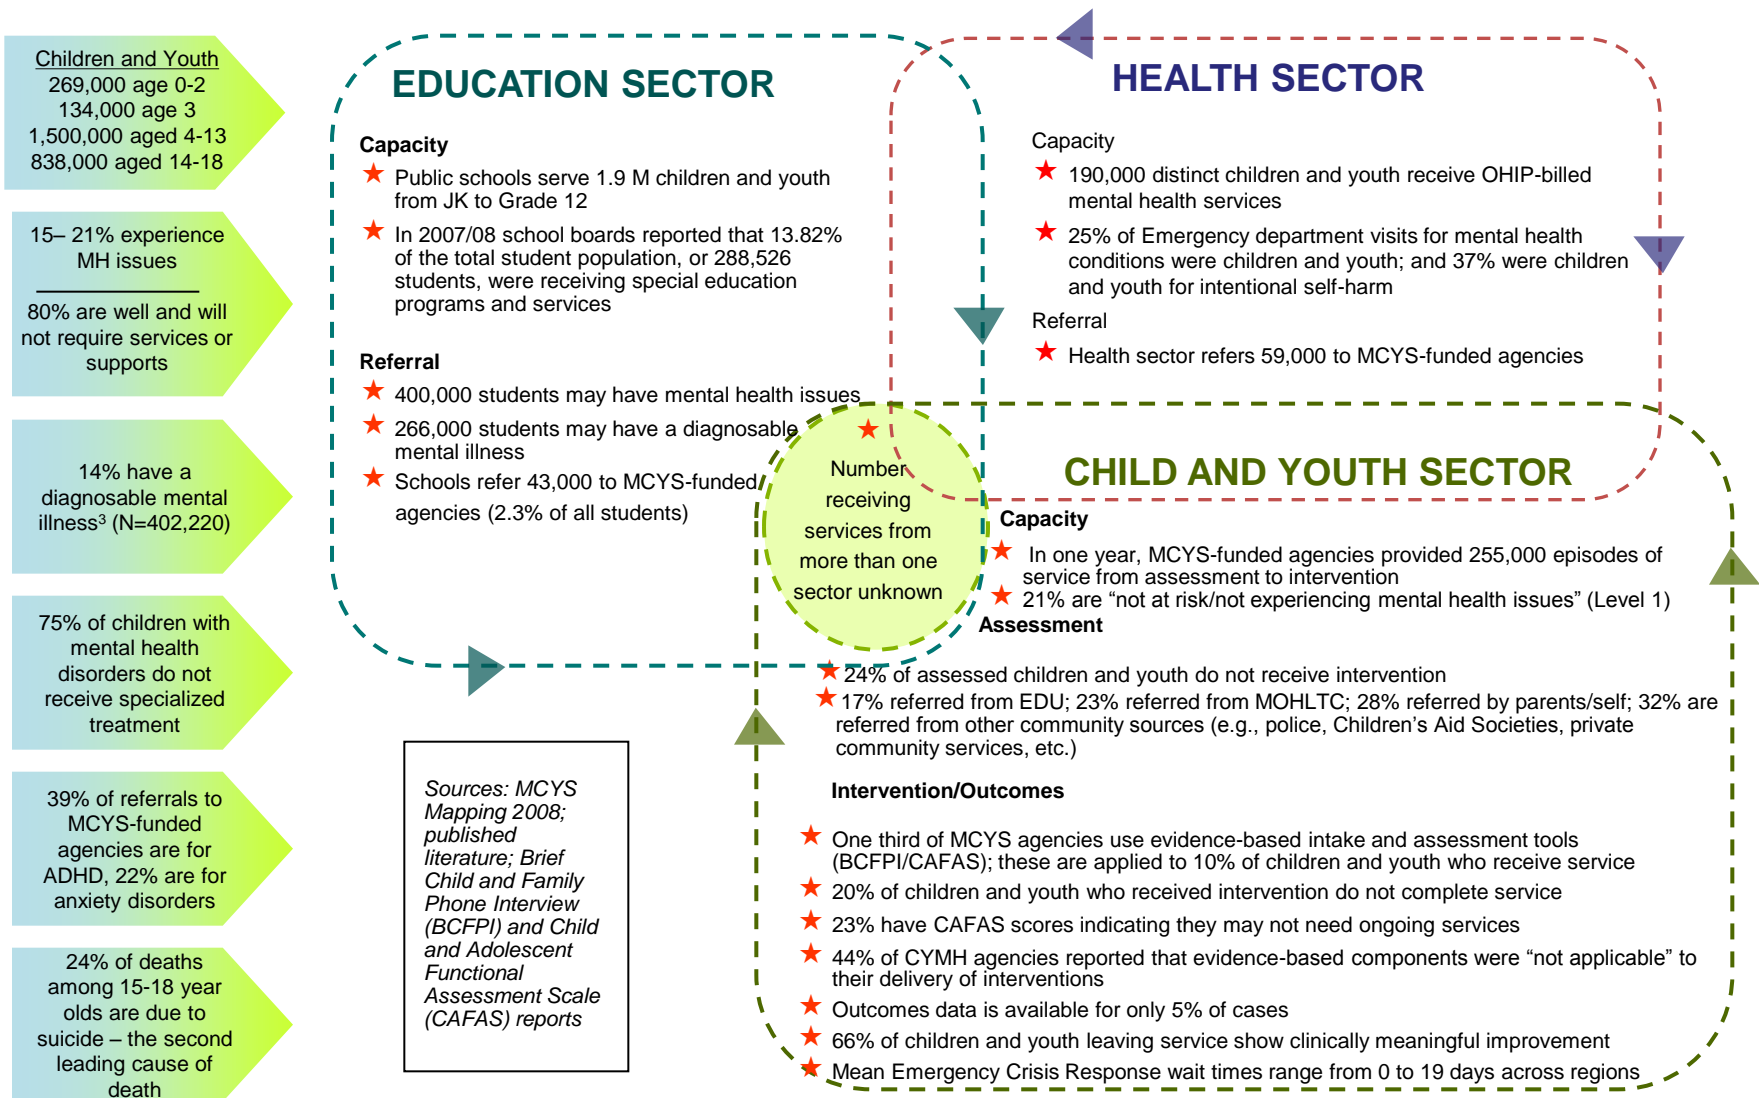 Children and Youth
269,000 age 0-2
134,000 age 3
1,500,000 aged 4-13
838,000 aged 14-18
15– 21% experience
MH issues
80% are well and will
not require services or
supports
14% have a
diagnosable mental
illness³ (N=402,220)
75% of children with
mental health
disorders do not
receive specialized
treatment
39% of referrals to
MCYS-funded
agencies are for
ADHD, 22% are for
anxiety disorders
24% of deaths
among 15-18 year
olds are due to
suicide – the second
leading cause of
death
EDUCATION SECTOR
Capacity
Public schools serve 1.9 M children and youth
from JK to Grade 12
In 2007/08 school boards reported that 13.82%
of the total student population, or 288,526
students, were receiving special education
programs and services
Referral
400,000 students may have mental health issues
266,000 students may have a diagnosable
mental illness
Schools refer 43,000 to MCYS-funded
agencies (2.3% of all students)
HEALTH SECTOR
Capacity
190,000 distinct children and youth receive OHIP-billed
mental health services
25% of Emergency department visits for mental health
conditions were children and youth; and 37% were children
and youth for intentional self-harm
Referral
Health sector refers 59,000 to MCYS-funded agencies
Number
receiving
services from
more than one
sector unknown
CHILD AND YOUTH SECTOR
Capacity
In one year, MCYS-funded agencies provided 255,000 episodes of
service from assessment to intervention
21% are “not at risk/not experiencing mental health issues” (Level 1)
Assessment
24% of assessed children and youth do not receive intervention
17% referred from EDU; 23% referred from MOHLTC; 28% referred by parents/self; 32% are
referred from other community sources (e.g., police, Children’s Aid Societies, private
community services, etc.)
Intervention/Outcomes
One third of MCYS agencies use evidence-based intake and assessment tools
(BCFPI/CAFAS); these are applied to 10% of children and youth who receive service
20% of children and youth who received intervention do not complete service
23% have CAFAS scores indicating they may not need ongoing services
44% of CYMH agencies reported that evidence-based components were “not applicable” to
their delivery of interventions
Outcomes data is available for only 5% of cases
66% of children and youth leaving service show clinically meaningful improvement
Mean Emergency Crisis Response wait times range from 0 to 19 days across regions
Sources: MCYS
Mapping 2008;
published
literature; Brief
Child and Family
Phone Interview
(BCFPI) and Child
and Adolescent
Functional
Assessment Scale
(CAFAS) reports